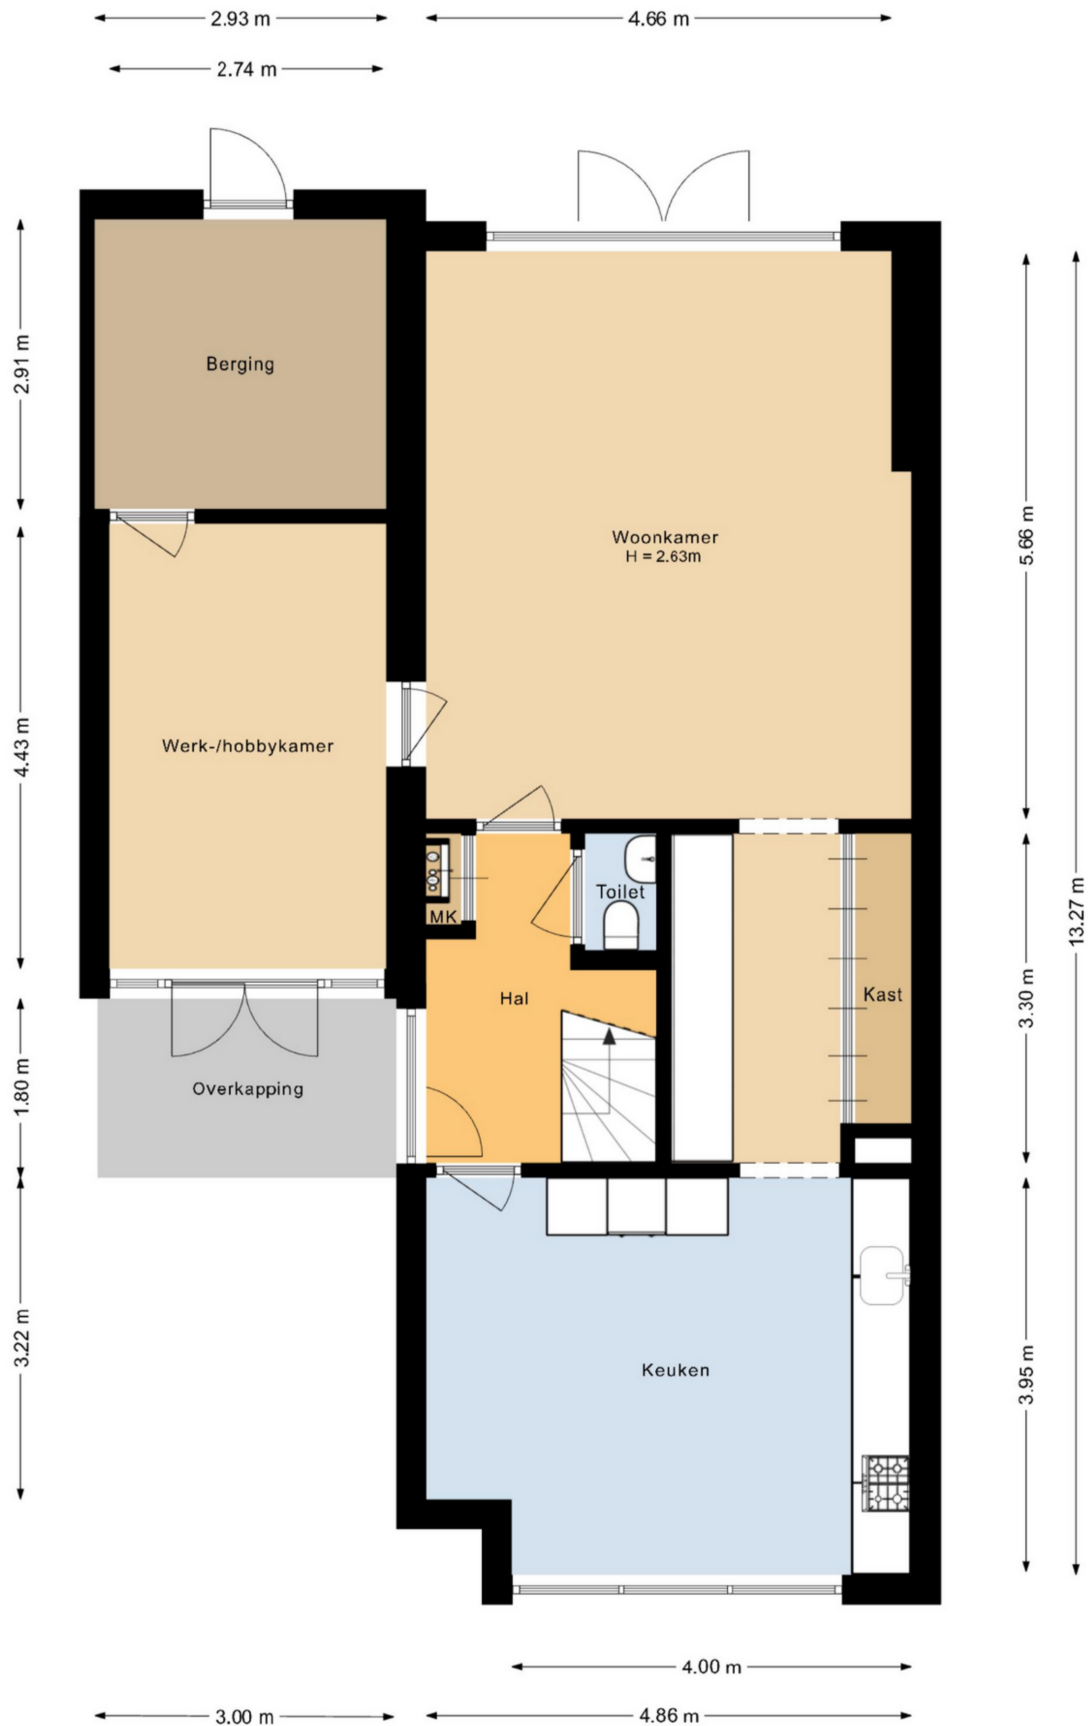 2.93 m
4.66 m
2.74 m
2.91 m
Berging
5.66 m
Woonkamer
H = 2.63m
4.43 m
Werk-/hobbykamer
13.27 m
Toilet
MK
Hal
Kast
3.30 m
1.80 m
Overkapping
3.22 m
Keuken
3.95 m
4.00 m
3.00 m
4.86 m